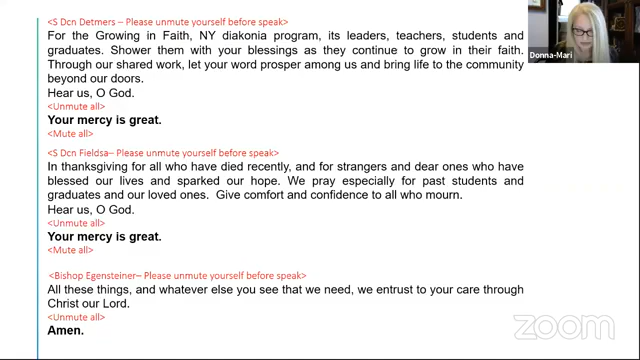 <S Dcn Detmers – Please unmute yourself before speak>
For the Growing in Faith, NY diakonia program, its leaders, teachers, students and
graduates. Shower them with your blessings as they continue to grow in their faith.
Through our shared work, let your word prosper among us and bring life to the community
beyond our doors.
Hear us, O God.
<Unmute all>
Your mercy is great.
<Mute all>
<S Dcn Fieldsa– Please unmute yourself before speak>
In thanksgiving for all who have died recently, and for strangers and dear ones who have
blessed our lives and sparked our hope. We pray especially for past students and
graduates and our loved ones. Give comfort and confidence to all who mourn.
Hear us, O God.
<Unmute all>
Your mercy is great.
<Mute all>
<Bishop Egensteiner– Please unmute yourself before speak>
All these things, and whatever else you see that we need, we entrust to your care through
Christ our Lord.
<Unmute all>
Amen.
Donna-Mari
zoom